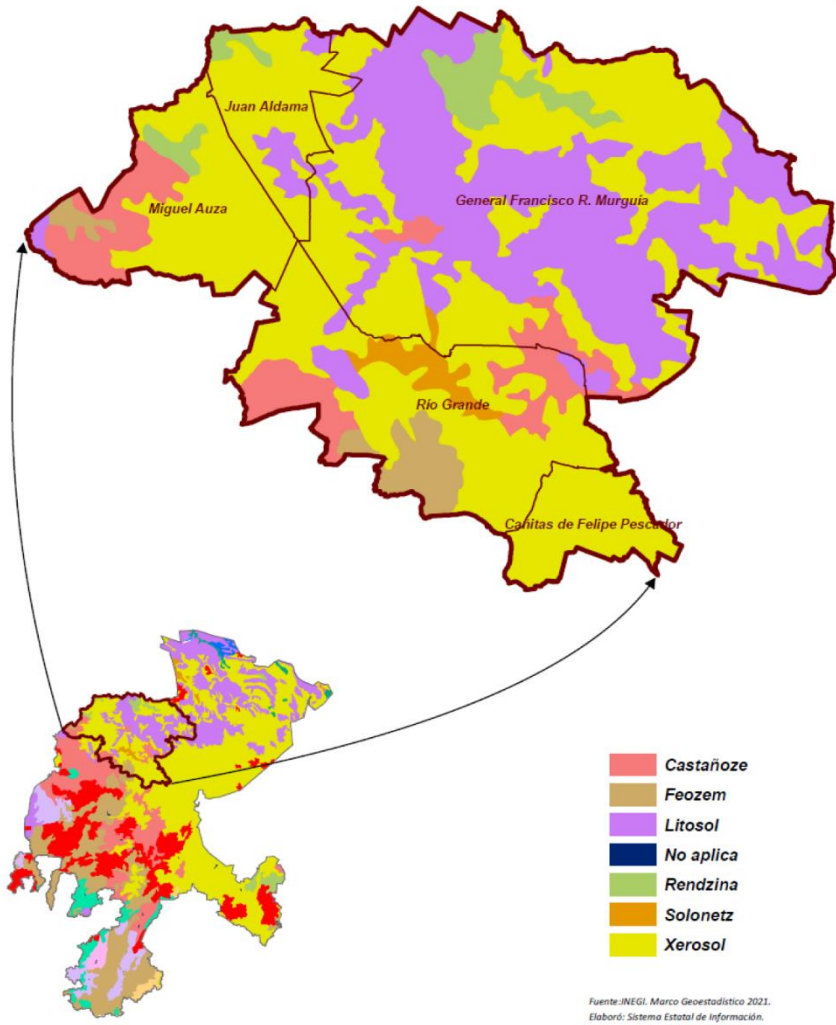 Juan Aldama
General Francisco R. Murguía
Miguel Auza
Río Grande
Cañitas de Felipe Pescador
Castañoze
Feozem
Litosol
No aplica
Rendzina
Solonetz
Xerosol
Fuente:INEGI. Marco Geoestadístico 2021.
Elaboró: Sistema Estatal de Información.